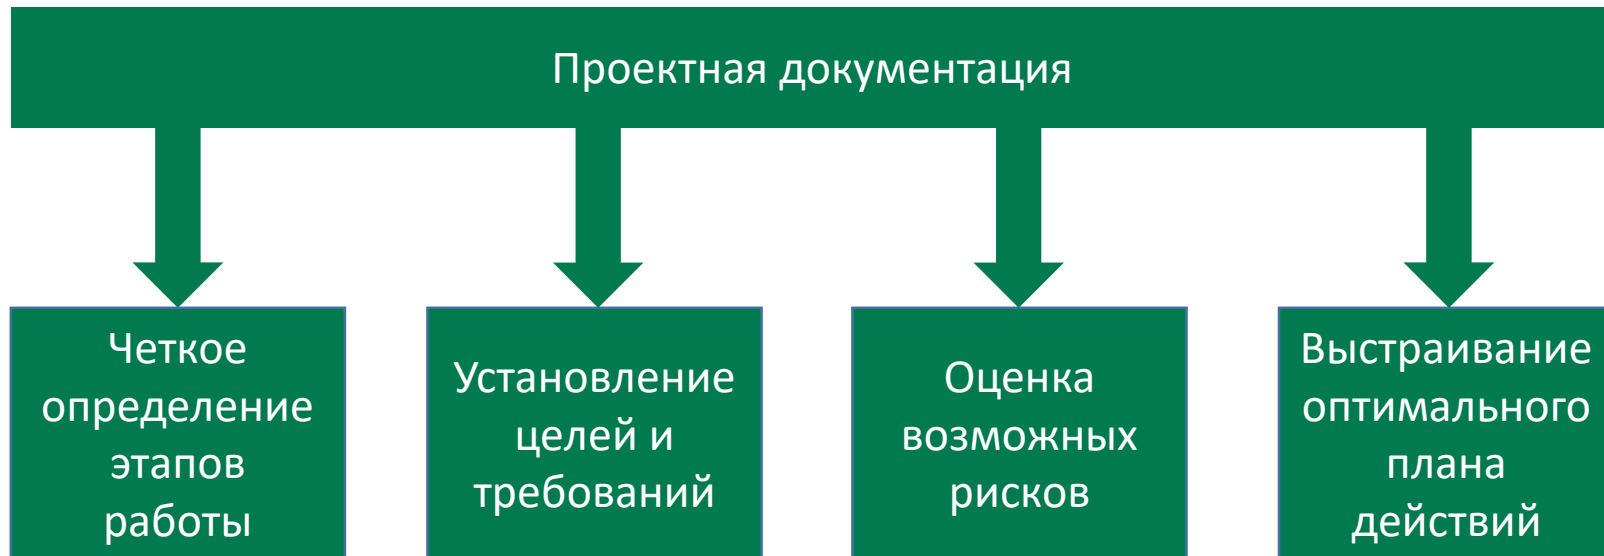 Проектная документация
Четкое
определение
этапов
работы
Установление
целей и
требований
Оценка
возможных
рисков
Выстраивание
оптимального
плана
действий